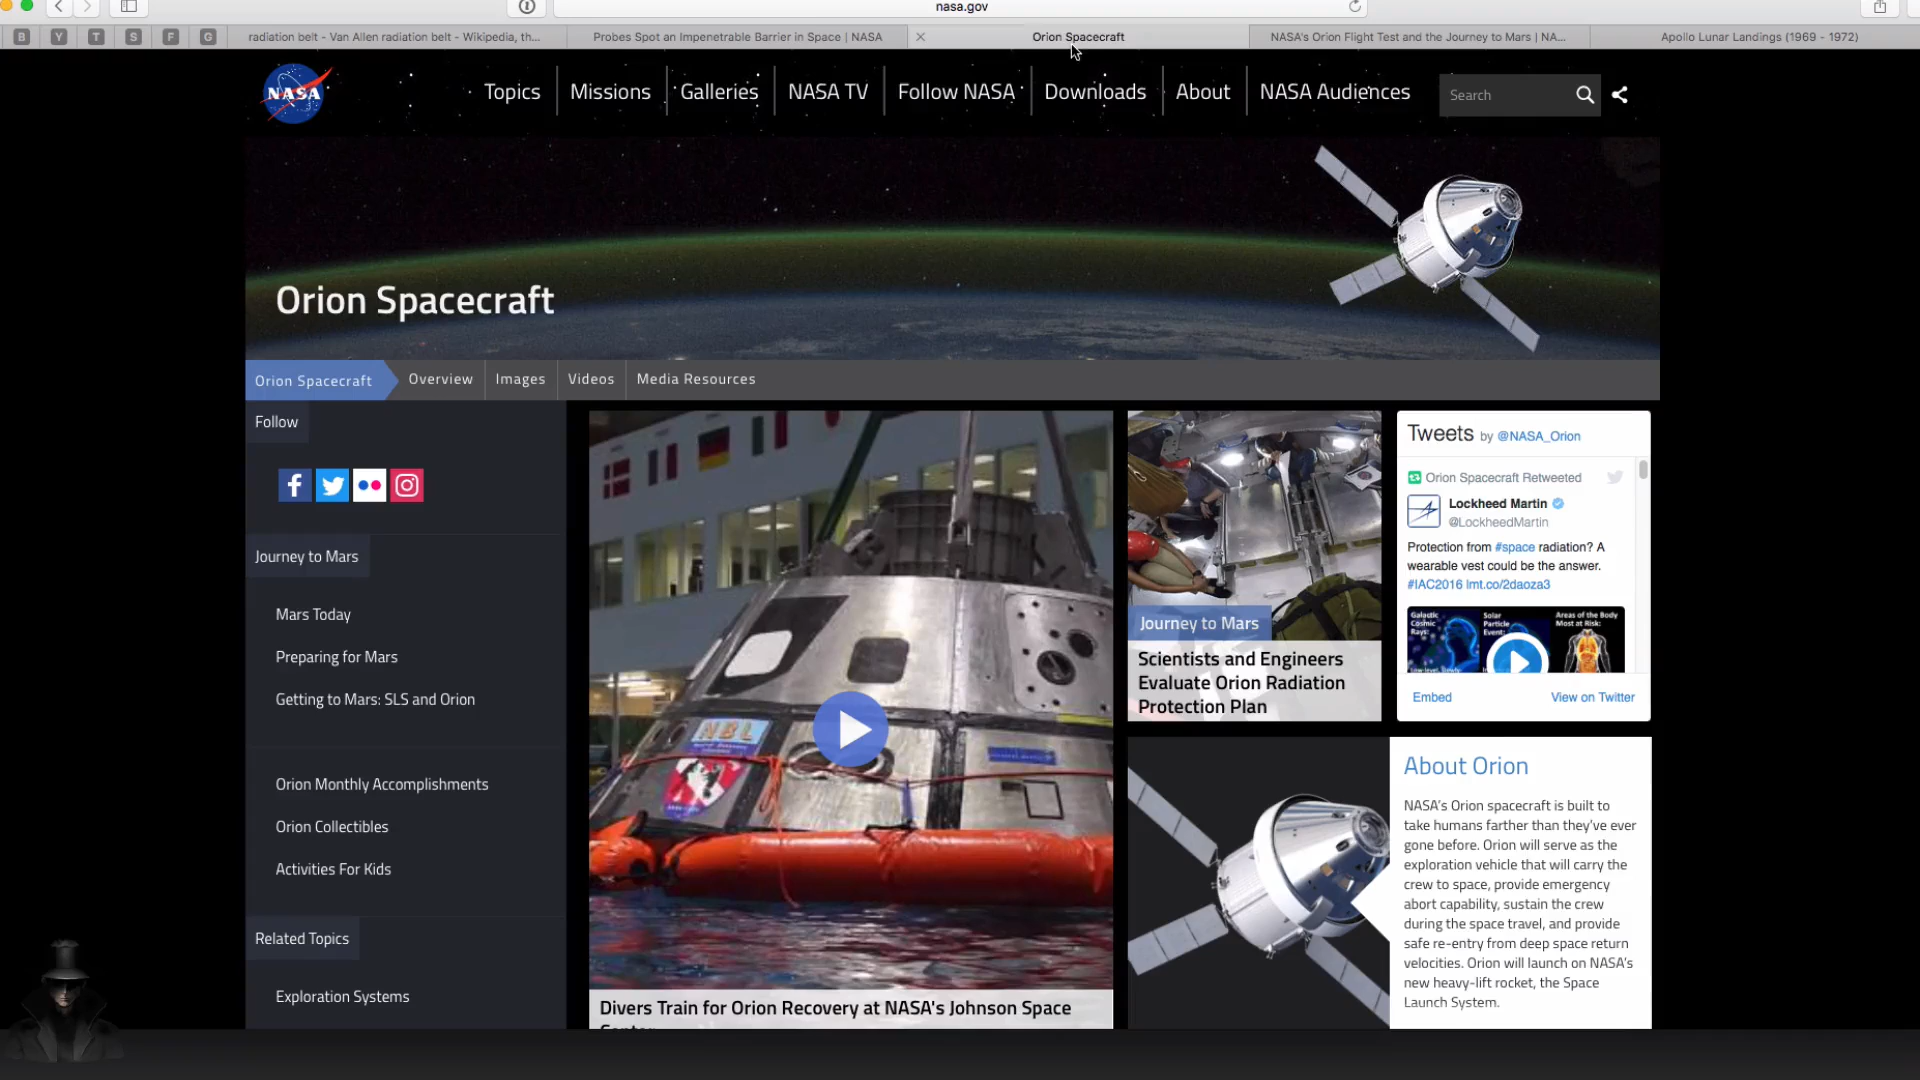 nasa.gov
B Y T S F G
radiation belt - Van Allen radiation belt - Wikipedia, th...
Probes Spot an Impenetrable Barrier in Space | NASA
Orion Spacecraft
NASA's Orion Flight Test and the Journey to Mars | NA...
Apollo Lunar Landings (1969 - 1972)
NASA
Topics
Missions
Galleries
NASA TV
Follow NASA
Downloads
About
NASA Audiences
Search
Orion Spacecraft
Orion Spacecraft
Overview
Images
Videos
Media Resources
Follow
Journey to Mars
Mars Today
Preparing for Mars
Getting to Mars: SLS and Orion
Orion Monthly Accomplishments
Orion Collectibles
Activities For Kids
Related Topics
Exploration Systems
NBL
Divers Train for Orion Recovery at NASA's Johnson Space
Journey to Mars
Scientists and Engineers
Evaluate Orion Radiation
Protection Plan
Tweets by @NASA_Orion
Orion Spacecraft Retweeted
Lockheed Martin
@LockheedMartin
Protection from #space radiation? A
wearable vest could be the answer.
#IAC2016 lmt.co/2daoza3
Galactic
Cosmic
Rays:
Solar
Particle
Event:
Areas of the Body
Most at Risk:
Embed
View on Twitter
About Orion
NASA's Orion spacecraft is built to
take humans farther than they've ever
gone before. Orion will serve as the
exploration vehicle that will carry the
crew to space, provide emergency
abort capability, sustain the crew
during the space travel, and provide
safe re-entry from deep space return
velocities. Orion will launch on NASA's
new heavy-lift rocket, the Space
Launch System.